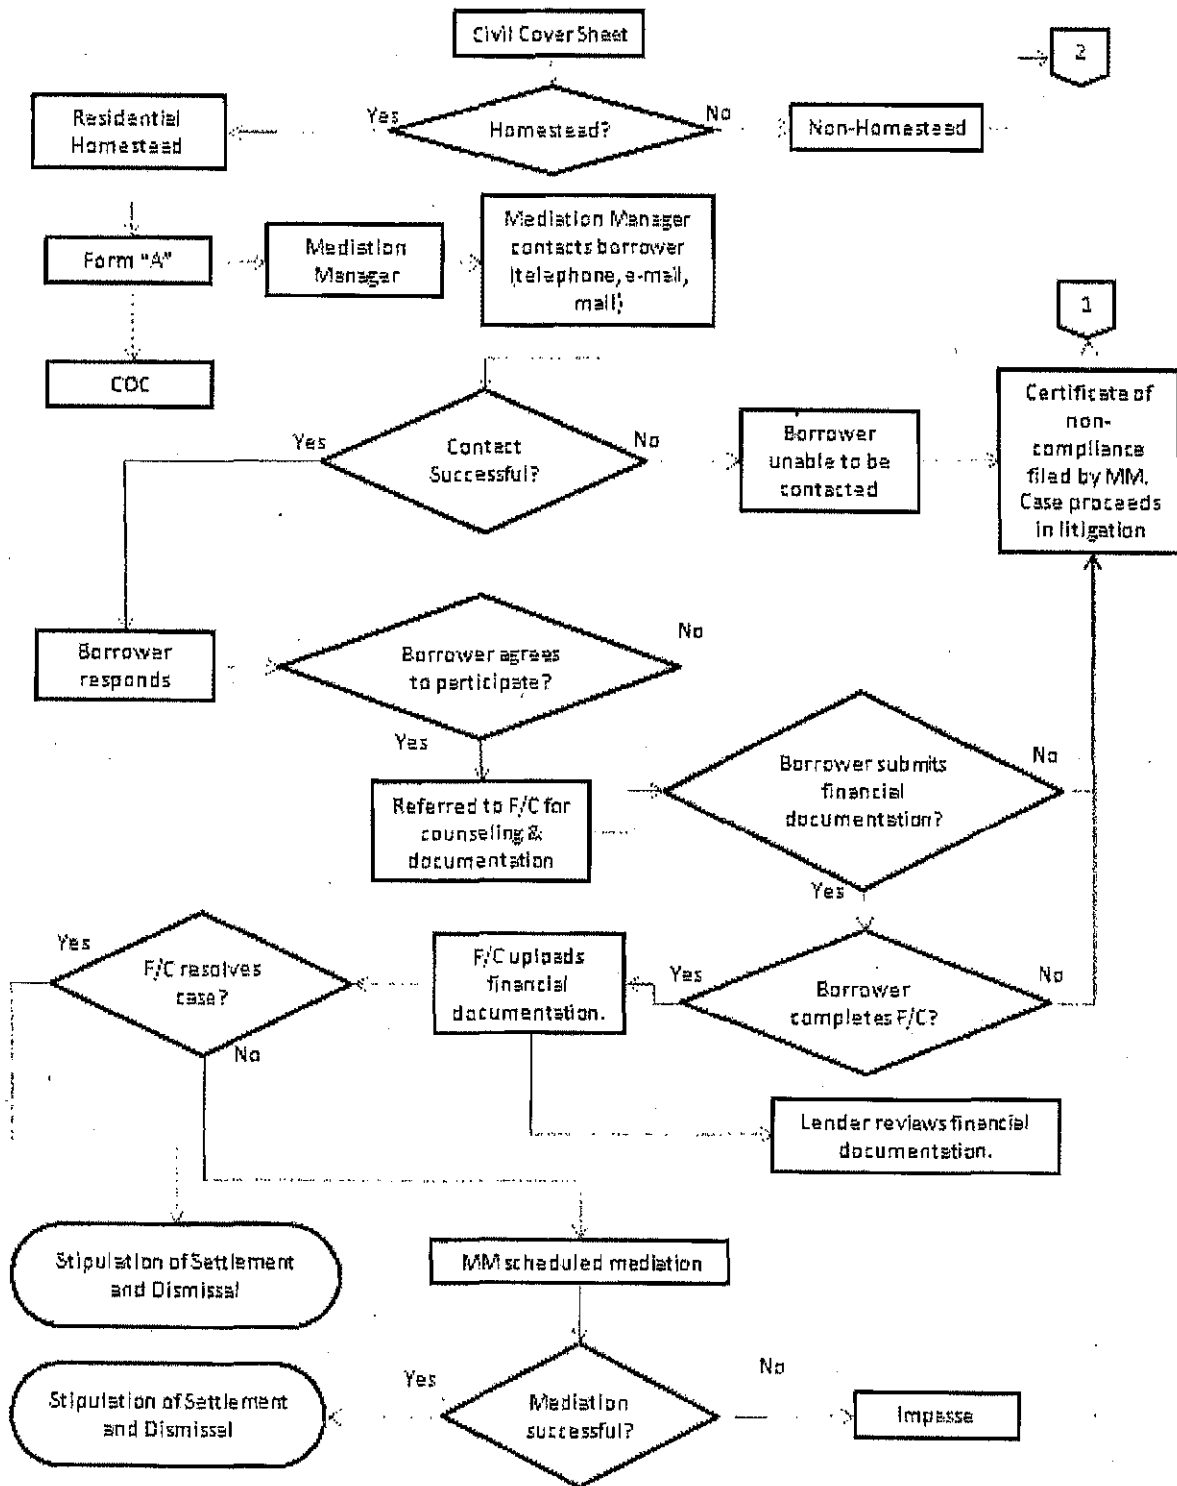 Civil Cover Sheet
2
Yes
No
Residential
Homestead
Homestead?
Non-Homestead
Form "A"
Mediation
Manager
Mediation Manager
contacts borrower
(telephone, e-mail,
mail)
1
COC
Yes
No
Contact
Successful?
Borrower
unable to be
contacted
Certificate of
non-
compliance
filed by MM.
Case proceeds
in litigation
Borrower
responds
Borrower agrees
to participate?
No
Yes
Referred to F/C for
counseling &
documentation
Borrower submits
financial
documentation?
No
Yes
Yes
F/C resolves
case?
No
F/C uploads
financial
documentation.
Yes
Borrower
completes F/C?
No
Lender reviews financial
documentation.
Stipulation of Settlement
and Dismissal
MM scheduled mediation
Stipulation of Settlement
and Dismissal
Yes
Mediation
successful?
No
Impasse